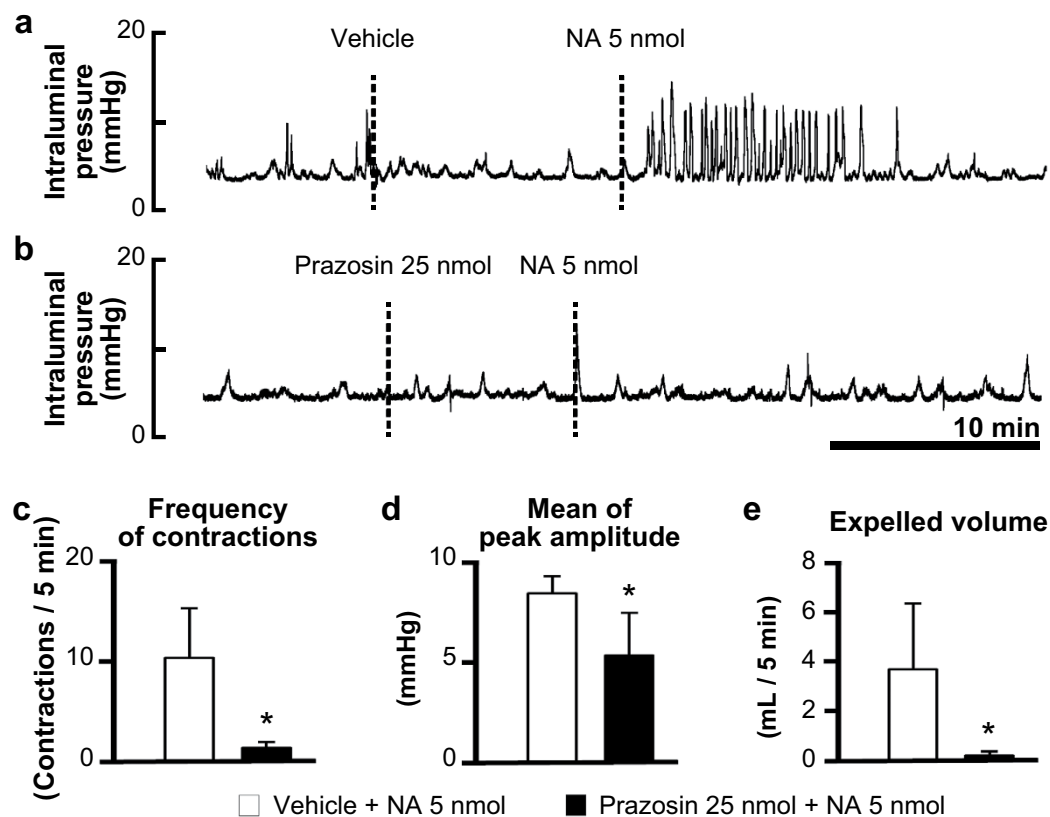 a
20
0
Intraluminal
pressure
(mmHg)
Vehicle
NA 5 nmol
b
20
0
Intraluminal
pressure
(mmHg)
Prazosin 25 nmol
NA 5 nmol
10 min
c
Frequency
of contractions
(Contractions / 5 min)
20
10
0
*
d
Mean of
peak amplitude
(mmHg)
10
5
0
*
e
Expelled volume
(mL / 5 min)
8
6
4
2
0
*
Vehicle + NA 5 nmol
Prazosin 25 nmol + NA 5 nmol